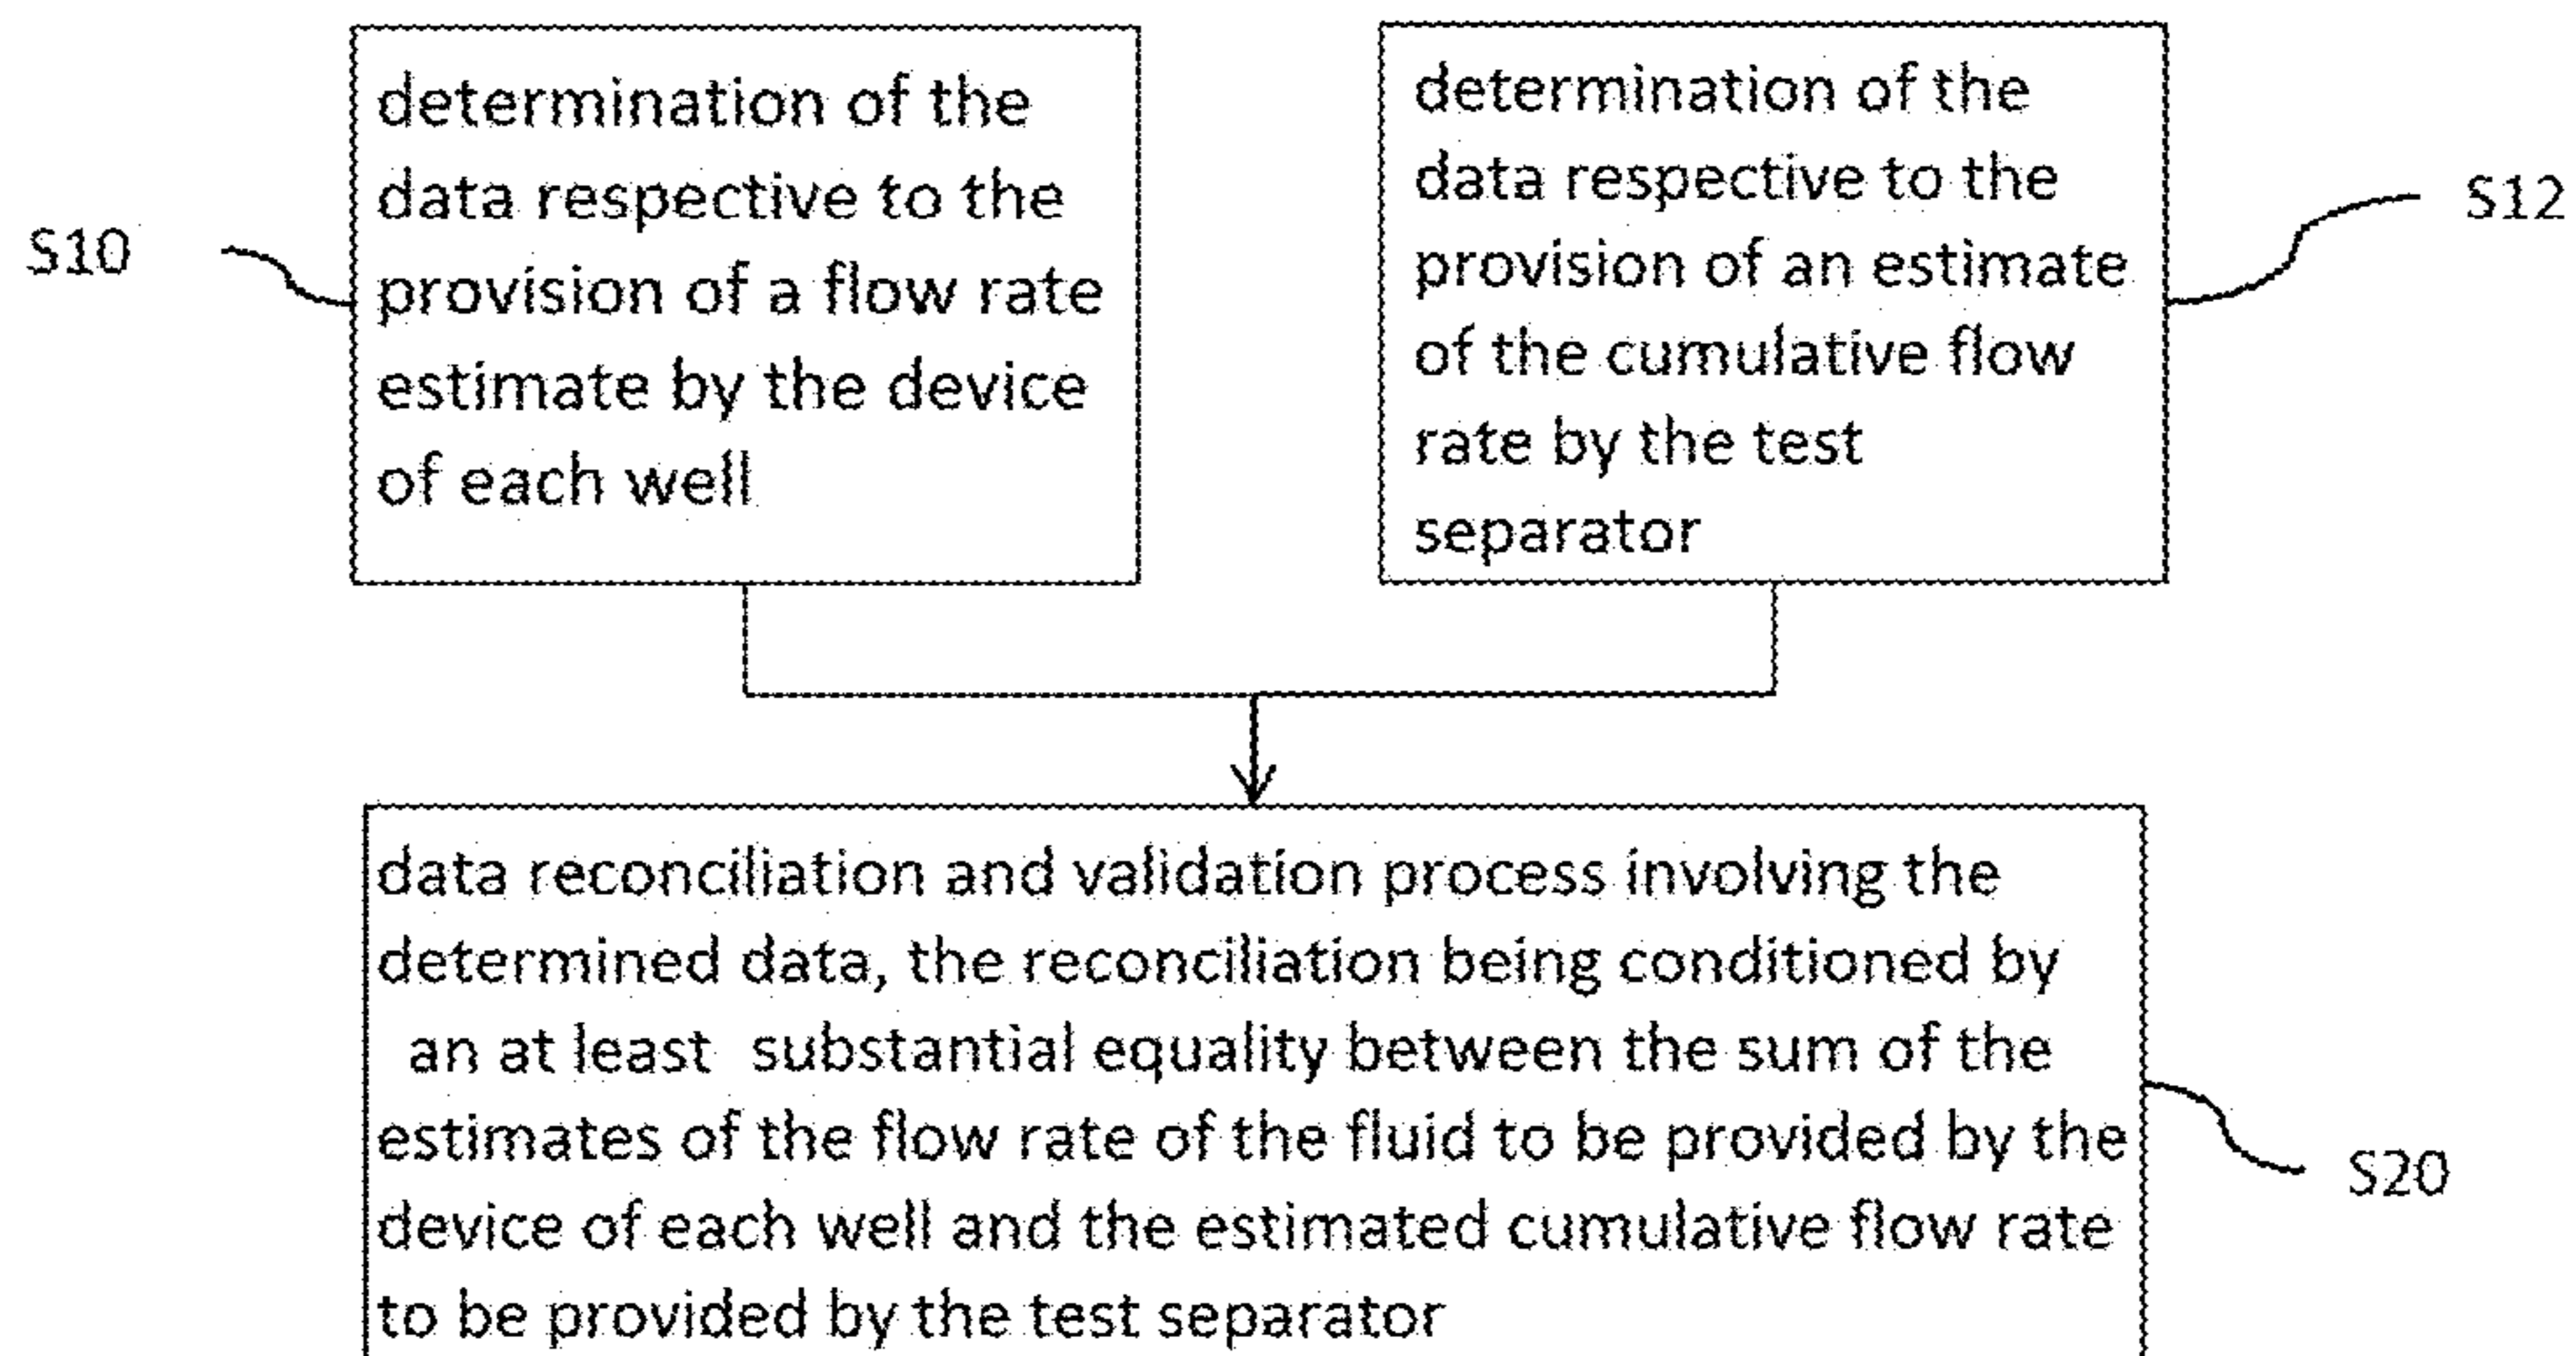 determination of the
data respective to the
provision of a flow rate
estimate by the device
of each well
S10
determination of the
data respective to the
provision of an estimate
of the cumulative flow
rate by the test
separator
S12
data reconciliation and validation process involving the
determined data, the reconciliation being conditioned by
an at least substantial equality between the sum of the
estimates of the flow rate of the fluid to be provided by the
device of each well and the estimated cumulative flow rate
to be provided by the test separator
S20